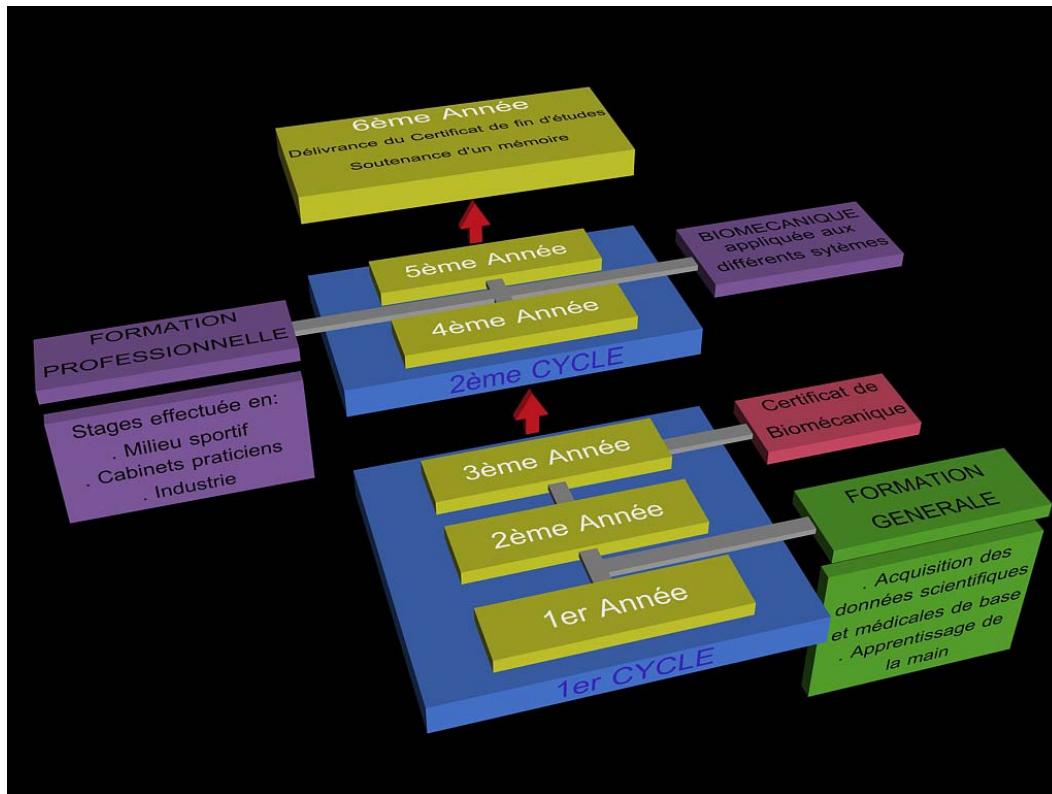 6ème Année
Délivrance du Certificat de fin d'études
Soutenance d'un mémoire
BIOMECANIQUE
appliquée aux
différents sytèmes
5ème Année
4ème Année
2ème CYCLE
FORMATION
PROFESSIONNELLE
Stages effectuée en:
. Milieu sportif
. Cabinets praticiens
. Industrie
Certificat de
Biomécanique
3ème Année
2ème Année
1er Année
1er CYCLE
FORMATION
GENERALE
. Acquisition des
données scientifiques
et médicales de base
. Apprentissage de
la main